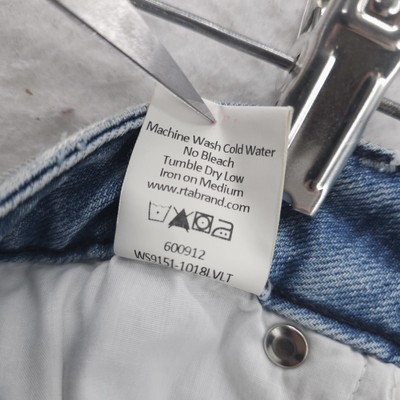 Machine Wash Cold Water
No Bleach
Tumble Dry Low
Iron on Medium
www.rtabrand.com
600912
WS9151-1018LVLT